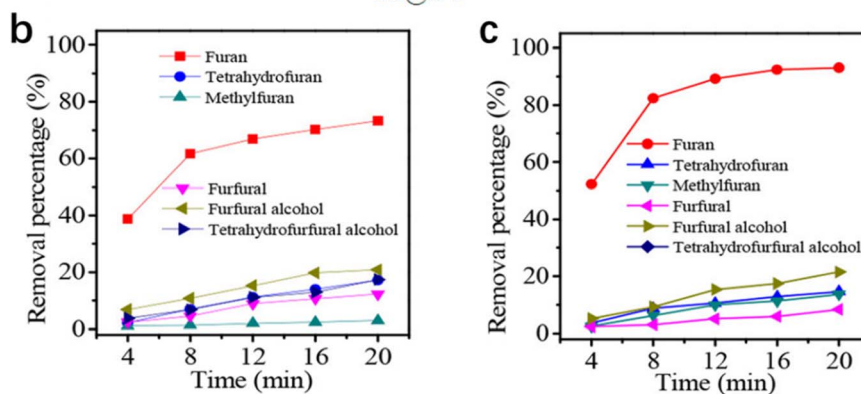 b
Removal percentage (%)
100
80
60
40
20
0
Furan
Tetrahydrofuran
Methylfuran
Furfural
Furfural alcohol
Tetrahydrofurfural alcohol
4 8 12 16 20
Time (min)
c
Removal percentage (%)
100
80
60
40
20
0
Furan
Tetrahydrofuran
Methylfuran
Furfural
Furfural alcohol
Tetrahydrofurfural alcohol
4 8 12 16 20
Time (min)